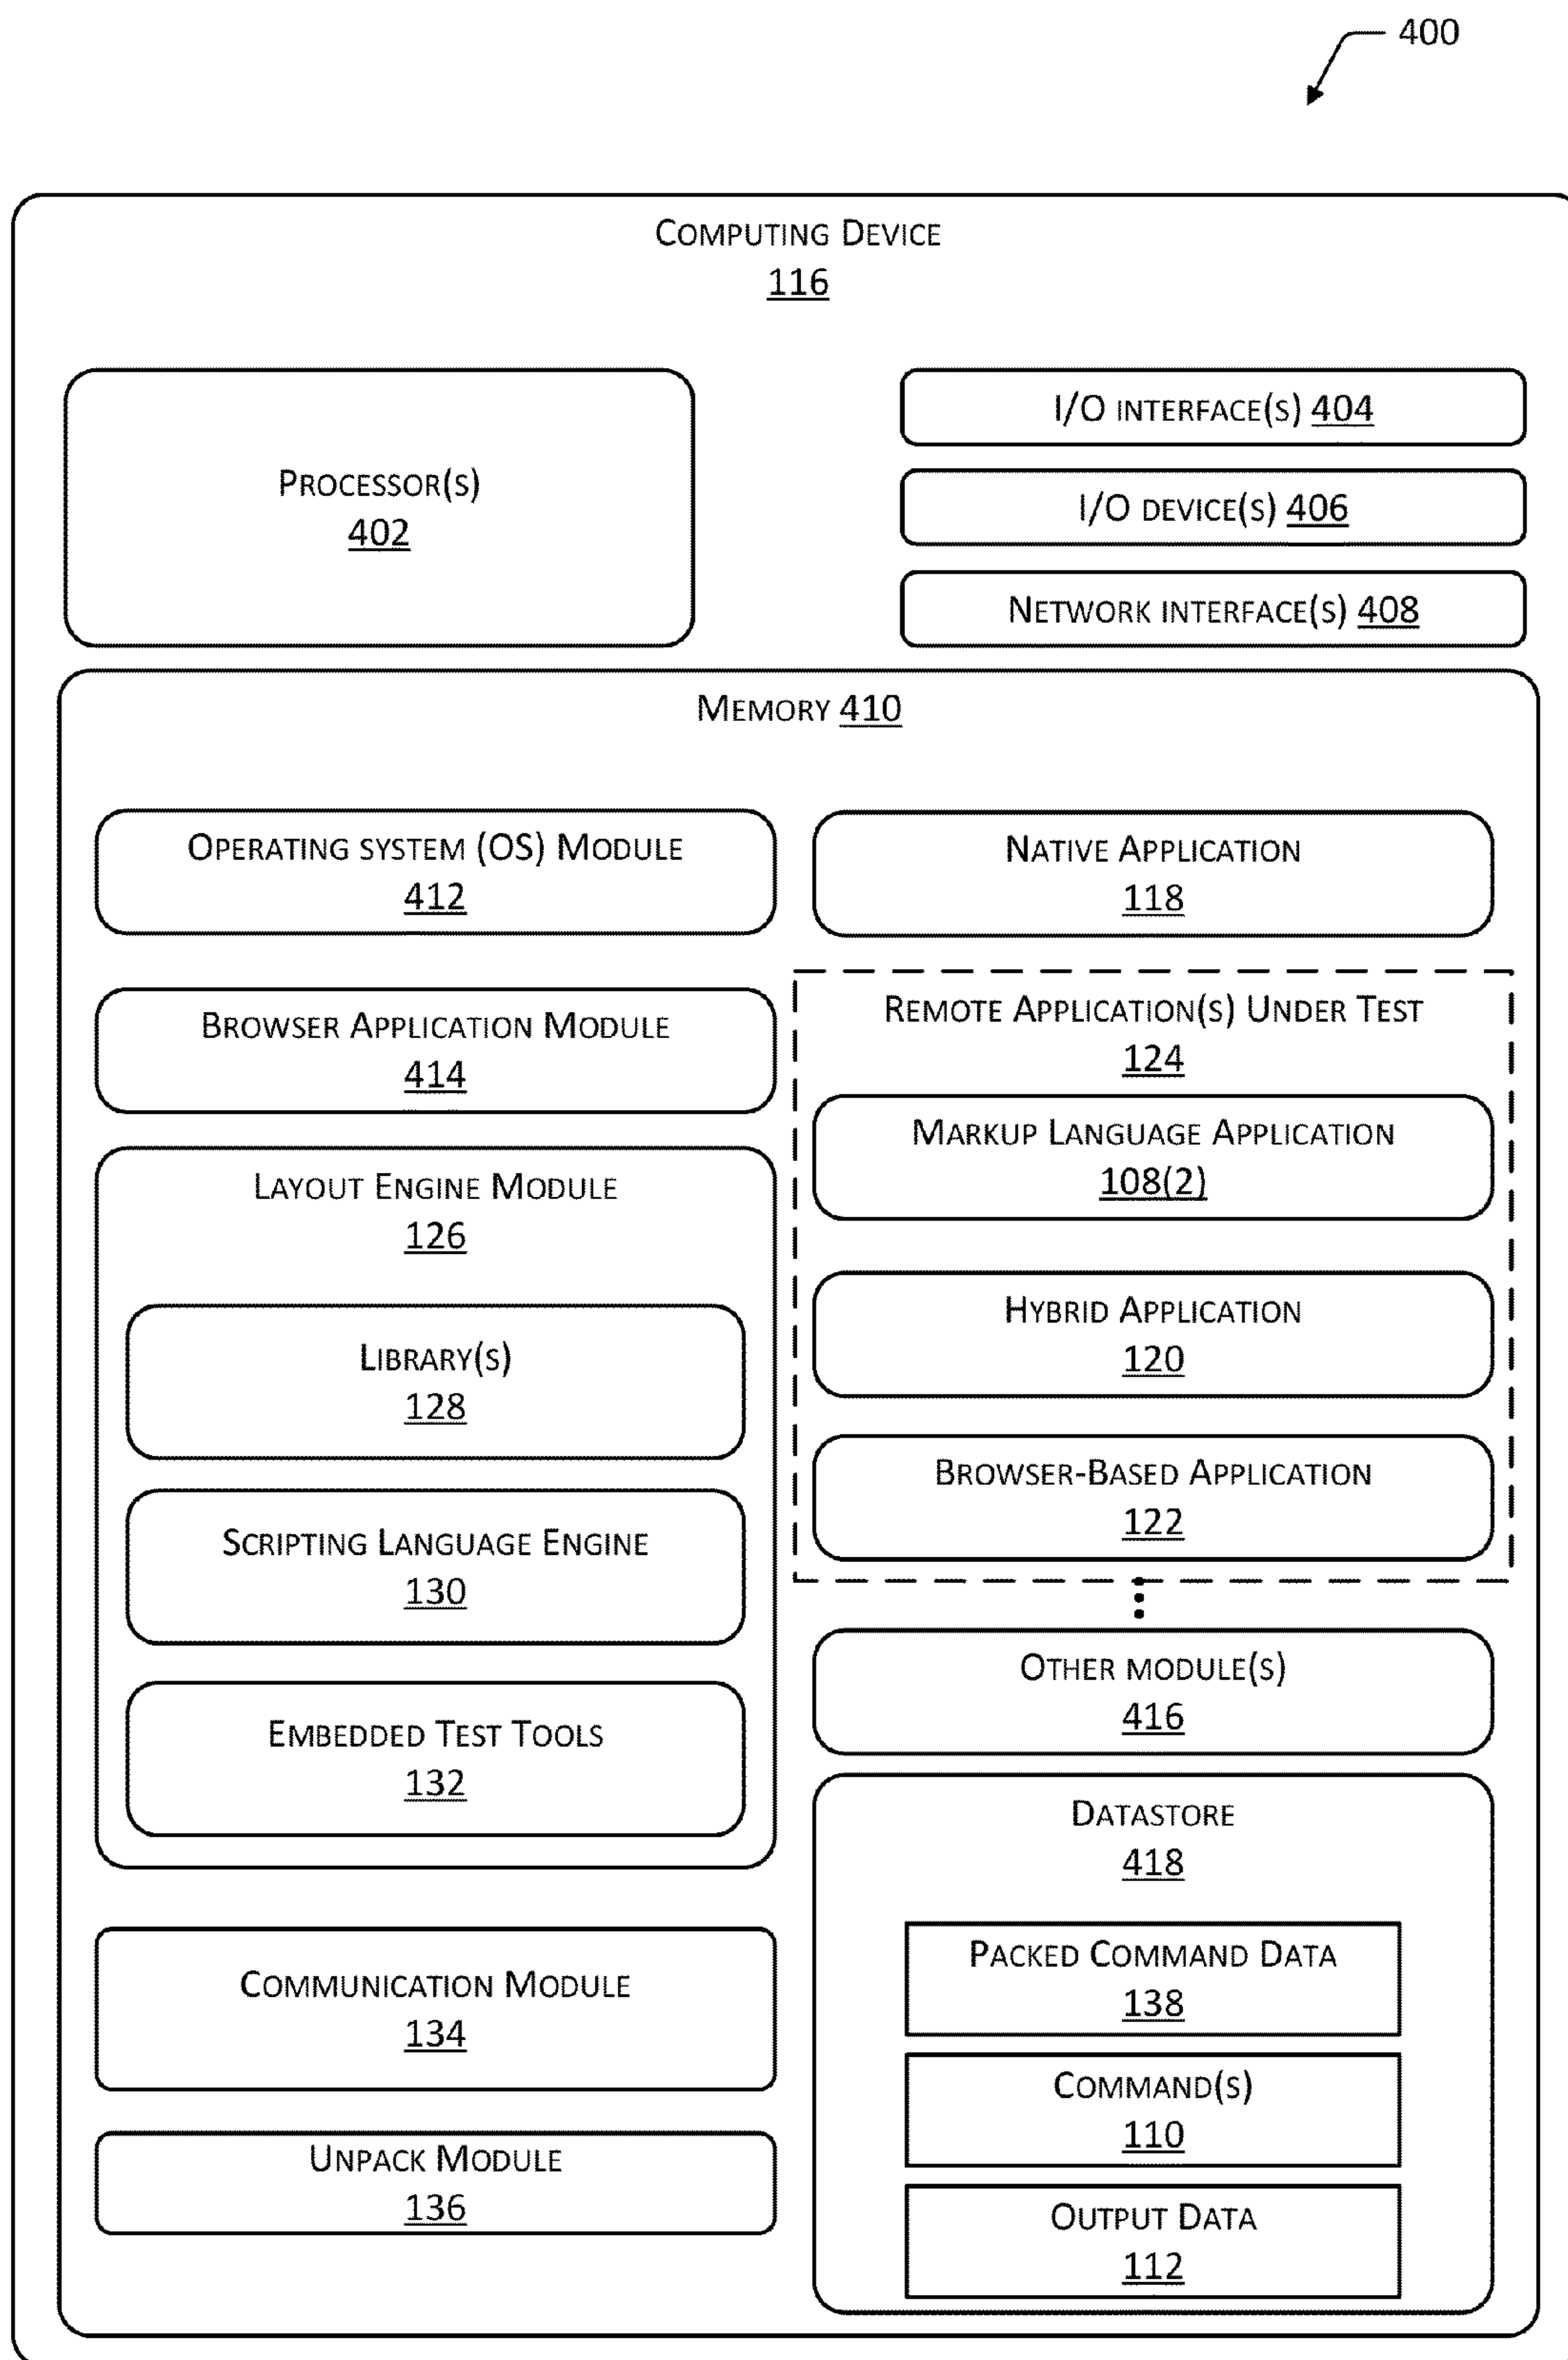 400
COMPUTING DEVICE
116
PROCESSOR(S)
402
I/O INTERFACE(S) 404
I/O DEVICE(S) 406
NETWORK INTERFACE(S) 408
MEMORY 410
OPERATING SYSTEM (OS) MODULE
412
BROWSER APPLICATION MODULE
414
LAYOUT ENGINE MODULE
126
LIBRARY(S)
128
SCRIPTING LANGUAGE ENGINE
130
EMBEDDED TEST TOOLS
132
COMMUNICATION MODULE
134
UNPACK MODULE
136
NATIVE APPLICATION
118
REMOTE APPLICATION(S) UNDER TEST
124
MARKUP LANGUAGE APPLICATION
108(2)
HYBRID APPLICATION
120
BROWSER-BASED APPLICATION
122
OTHER MODULE(S)
416
DATASTORE
418
PACKED COMMAND DATA
138
COMMAND(S)
110
OUTPUT DATA
112